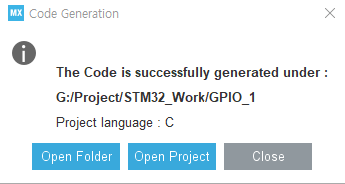 MX Code Generation
The Code is successfully generated under :
G:/Project/STM32_Work/GPIO_1
Project language : C
Open Folder Open Project Close